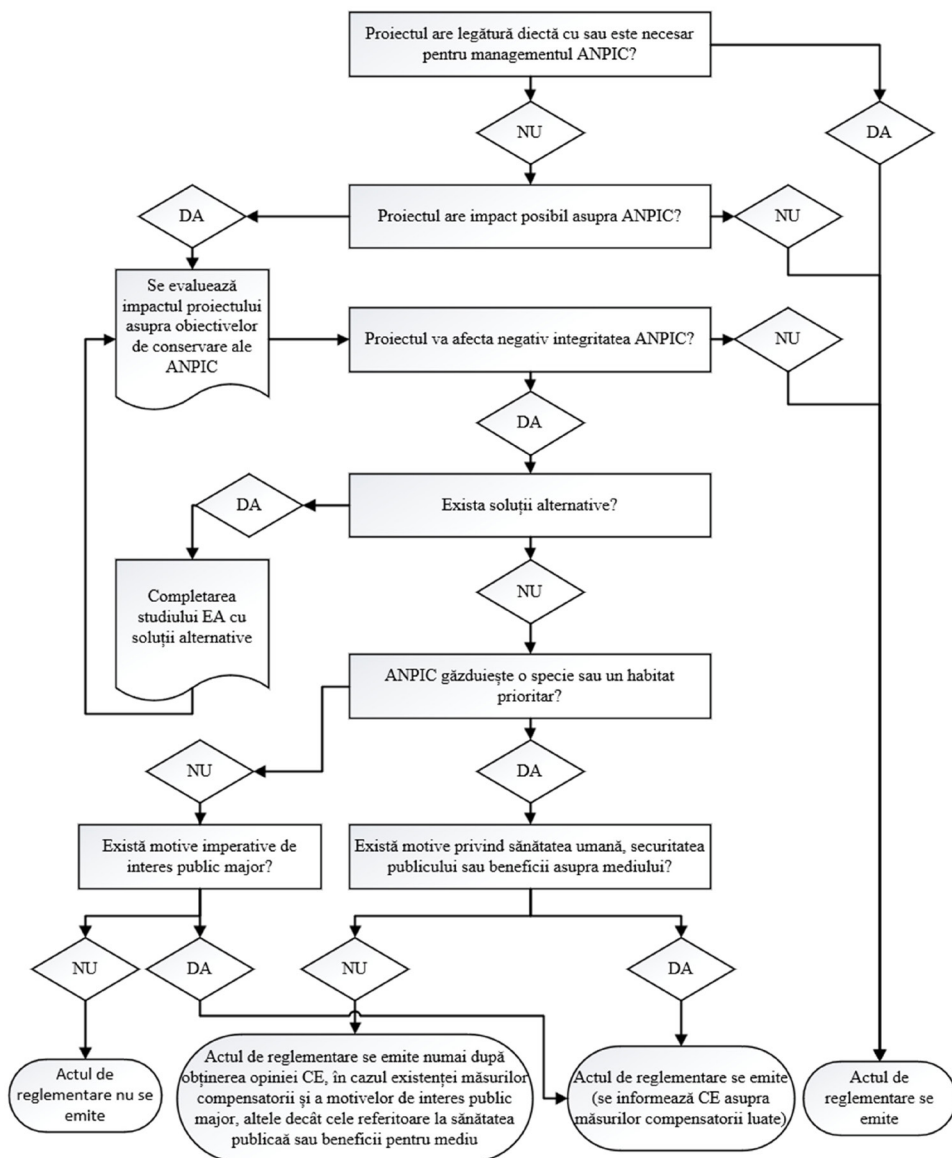 Proiectul are legătură diectă cu sau este necesar
pentru managementul ANPIC?
NU
DA
DA
Proiectul are impact posibil asupra ANPIC?
NU
Se evaluează
impactul proiectului
asupra obiectivelor
de conservare ale
ANPIC
Proiectul va afecta negativ integritatea ANPIC?
NU
DA
DA
Exista soluții alternative?
Completarea
studiului EA cu
soluții alternative
NU
ANPIC găzduiește o specie sau un habitat
prioritar?
NU
DA
Există motive imperative de
interes public major?
Există motive privind sănătatea umană, securitatea
publicului sau beneficii asupra mediului?
NU
DA
NU
DA
Actul de
reglementare nu se
emite
Actul de reglementare se emite numai după
obținerea opiniei CE, în cazul existenței măsurilor
compensatorii și a motivelor de interes public
major, altele decât cele referitoare la sănătatea
publicaă sau beneficii pentru mediu
Actul de reglementare se emite
(se informează CE asupra
măsurilor compensatorii luate)
Actul de
reglementare se
emite